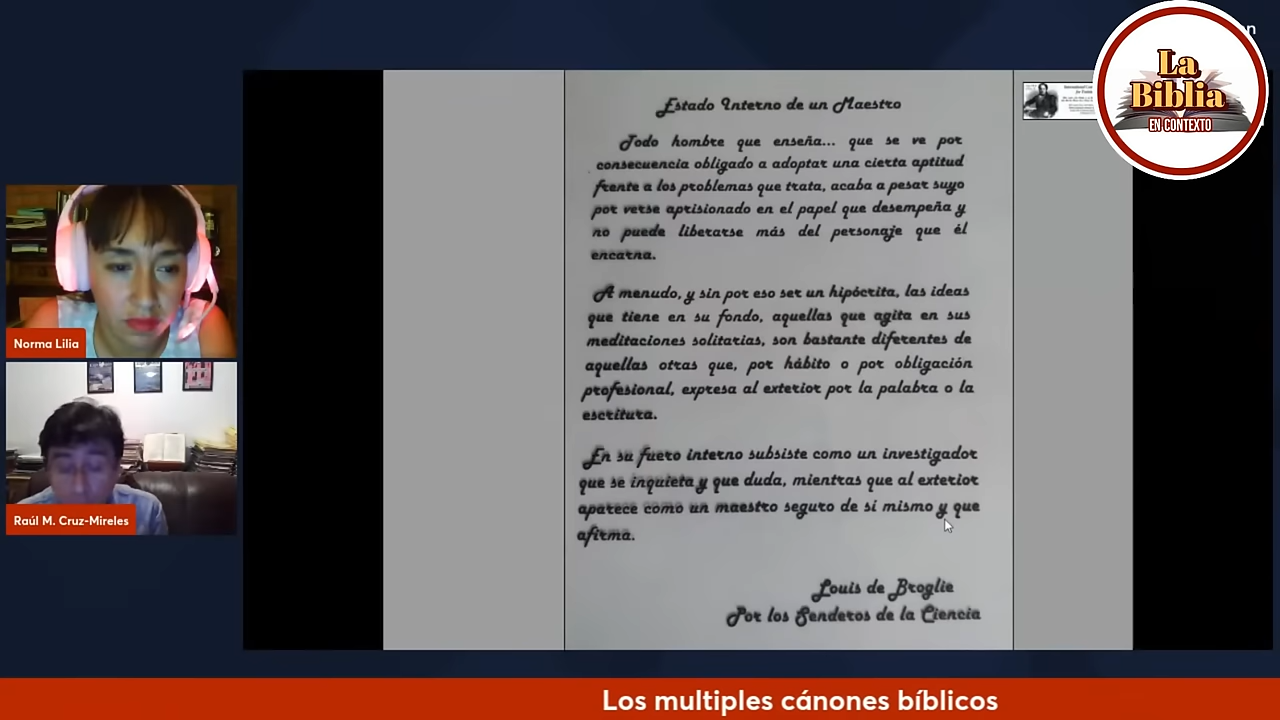 La
Biblia
EN CONTEXTO
Estado Interno de un Maestro
Todo hombre que enseña... que se ve por
consecuencia obligado a adoptar una cierta aptitud
frente a los problemas que trata, acaba a pesar suyo
por verse aprisionado en el papel que desempeña y
no puede liberarse más del personaje que él
encarna.
A menudo, y sin por eso ser un hipócrita, las ideas
que tiene en su fondo, aquellas que agita en sus
meditaciones solitarias, son bastante diferentes de
aquellas otras que, por hábito o por obligación
profesional, expresa al exterior por la palabra o la
escritura.
En su fuero interno subsiste como un investigador
que se inquieta y que duda, mientras que al exterior
aparece como un maestro seguro de si mismo y que
afirma.
Louis de Broglie
Por los Senderos de la Ciencia
Norma Lilia
Raúl M. Cruz-Mireles
Los multiples cánones bíblicos